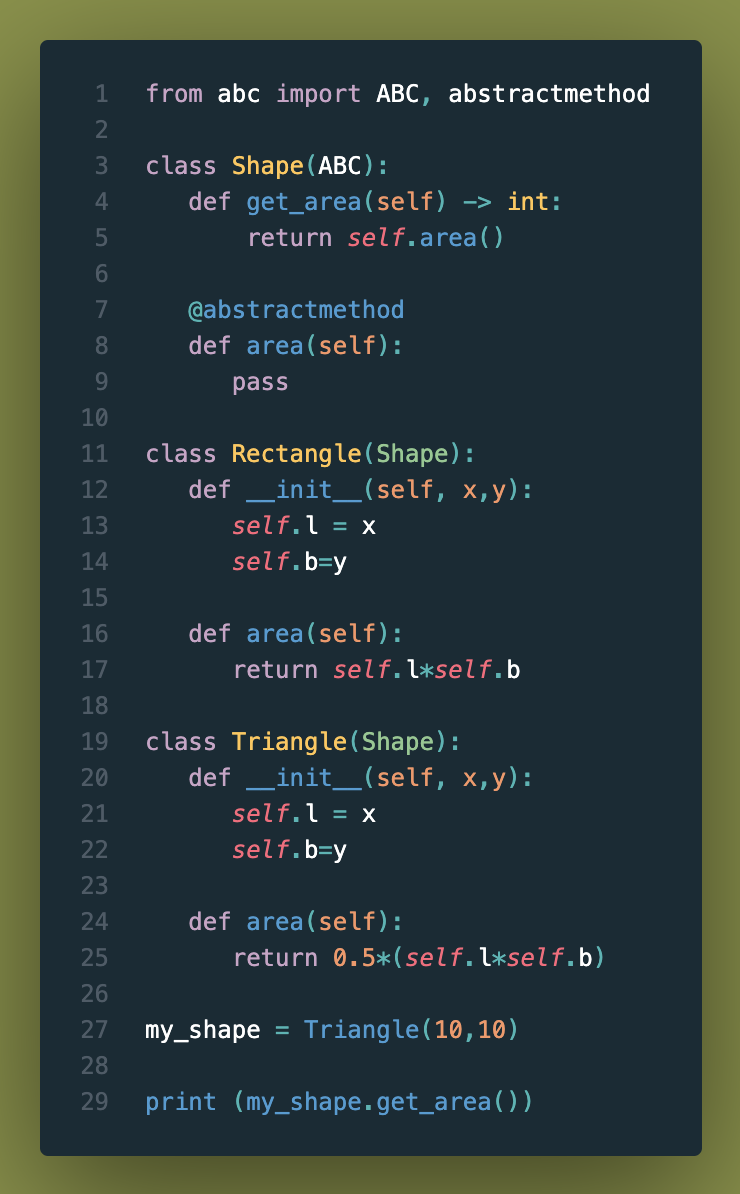 1 from abc import ABC, abstractmethod
2
3 class Shape(ABC):
4    def get_area(self) -> int:
5        return self.area()
6
7    @abstractmethod
8    def area(self):
9       pass
10
11 class Rectangle(Shape):
12    def __init__(self, x,y):
13       self.l = x
14       self.b=y
15
16    def area(self):
17       return self.l*self.b
18
19 class Triangle(Shape):
20    def __init__(self, x,y):
21       self.l = x
22       self.b=y
23
24    def area(self):
25       return 0.5*(self.l*self.b)
26
27 my_shape = Triangle(10,10)
28
29 print (my_shape.get_area())